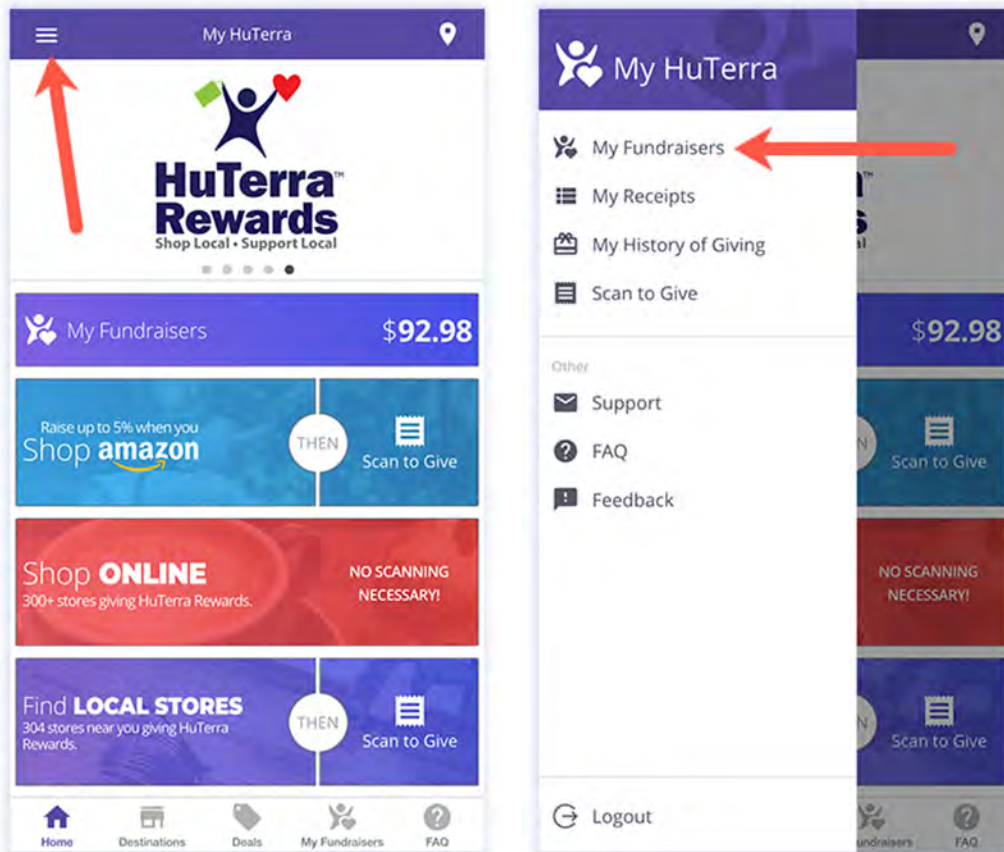 My HuTerra
HuTerra™
Rewards
Shop Local • Support Local
My Fundraisers
$92.98
Raise up to 5% when you
Shop amazon
THEN
Scan to Give
Shop ONLINE
300+ stores giving HuTerra Rewards.
NO SCANNING
NECESSARY!
Find LOCAL STORES
304 stores near you giving HuTerra
Rewards.
THEN
Scan to Give
Home
Destinations
Deals
My Fundraisers
FAQ
My HuTerra
My Fundraisers
My Receipts
My History of Giving
Scan to Give
Other
Support
FAQ
Feedback
Logout
$92.98
Scan to Give
NO SCANNING
NECESSARY!
Scan to Give
FAQ